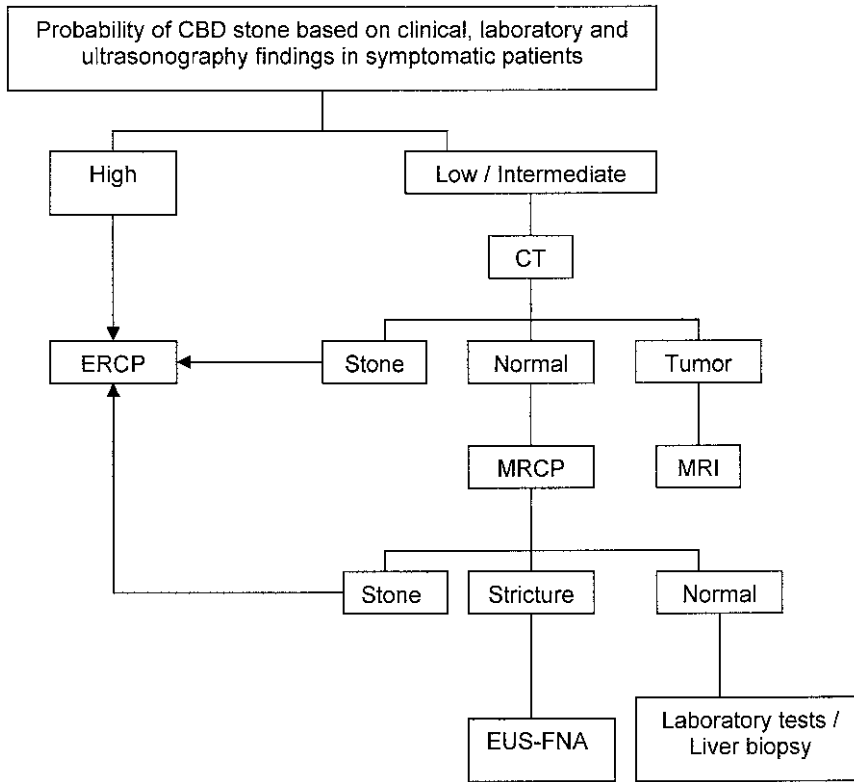 Probability of CBD stone based on clinical, laboratory and
ultrasonography findings in symptomatic patients
High
Low / Intermediate
CT
ERCP
Stone
Normal
Tumor
MRCP
MRI
Stone
Stricture
Normal
EUS-FNA
Laboratory tests /
Liver biopsy